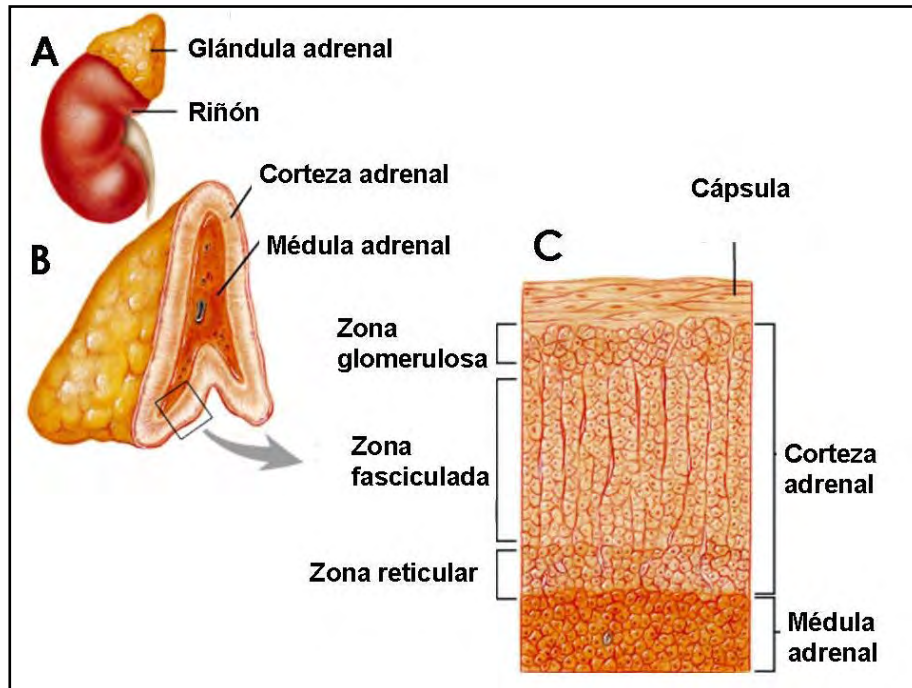 A
Glándula adrenal
Riñón
Corteza adrenal
Médula adrenal
B
Cápsula
C
Zona
glomerulosa
Zona
fasciculada
Zona reticular
Corteza
adrenal
Médula
adrenal